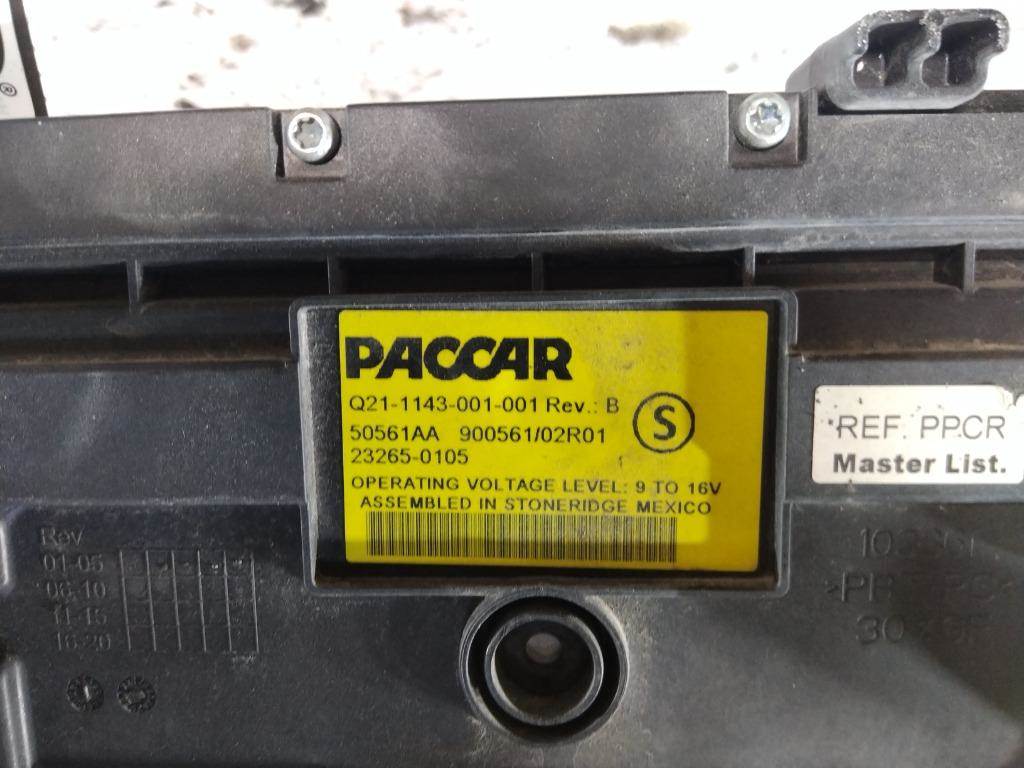 ®
PACCAR
Q21-1143-001-001 Rev.: B
S
50561AA 900561/02R01
23265-0105
OPERATING VOLTAGE LEVEL: 9 TO 16V
ASSEMBLED IN STONERIDGE MEXICO
REF. PPCR
Master List.
Rev
01-05
06-10
11-15
16-20